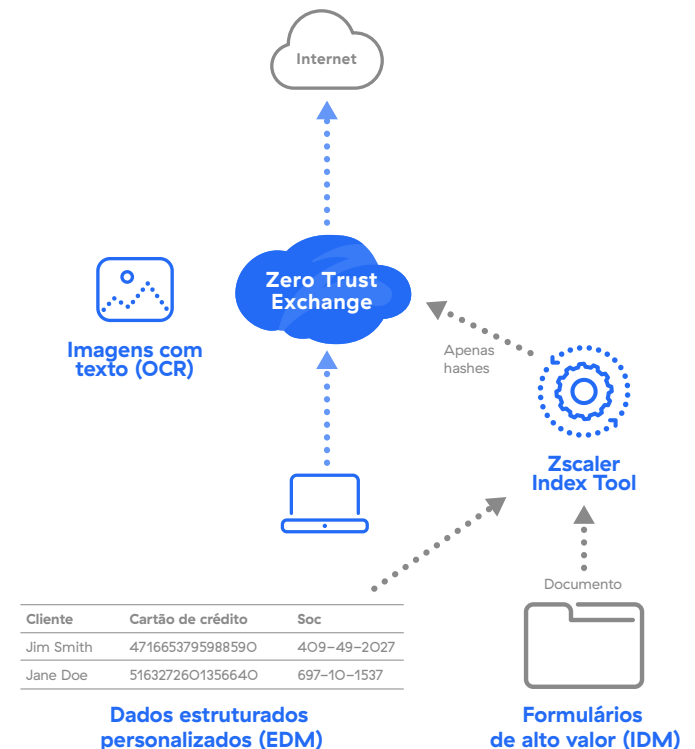 Internet
Zero Trust
Exchange
Imagens com
texto (OCR)
Apenas
hashes
Zscaler
Index Tool
Documento
Cliente Cartão de crédito Soc
Jim Smith 4716653795988590 409-49-2027
Jane Doe 5163272601356640 697-10-1537
Dados estruturados
personalizados (EDM)
Formulários
de alto valor (IDM)